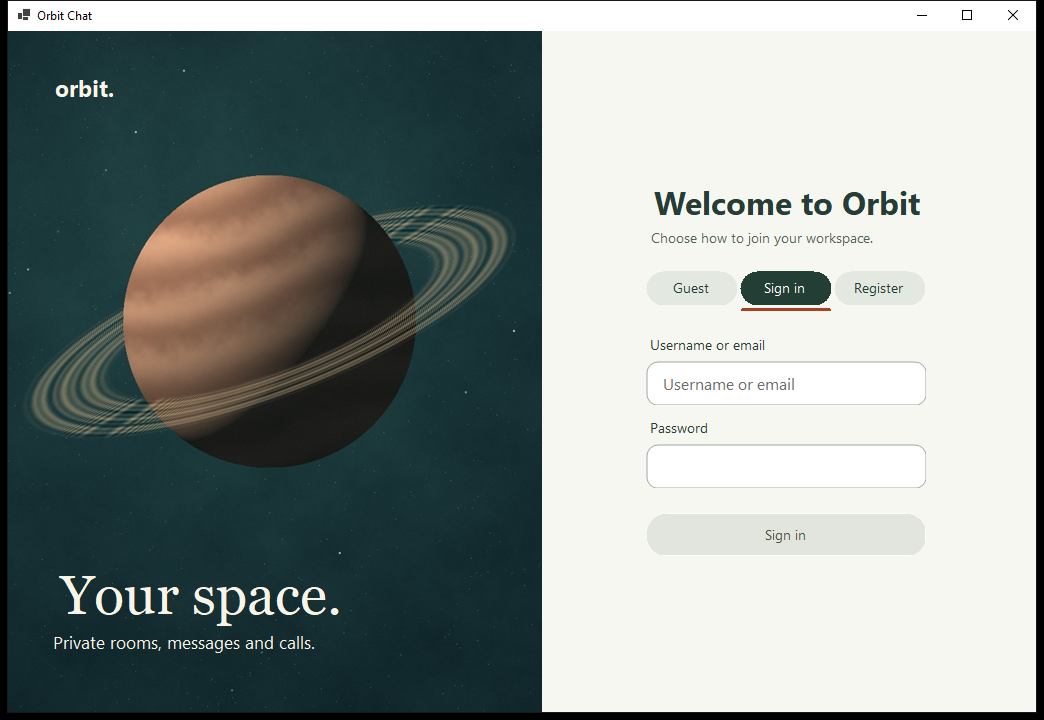 Orbit Chat
orbit.
Your space.
Private rooms, messages and calls.
Welcome to Orbit
Choose how to join your workspace.
Guest
Sign in
Register
Username or email
Username or email
Password
Sign in